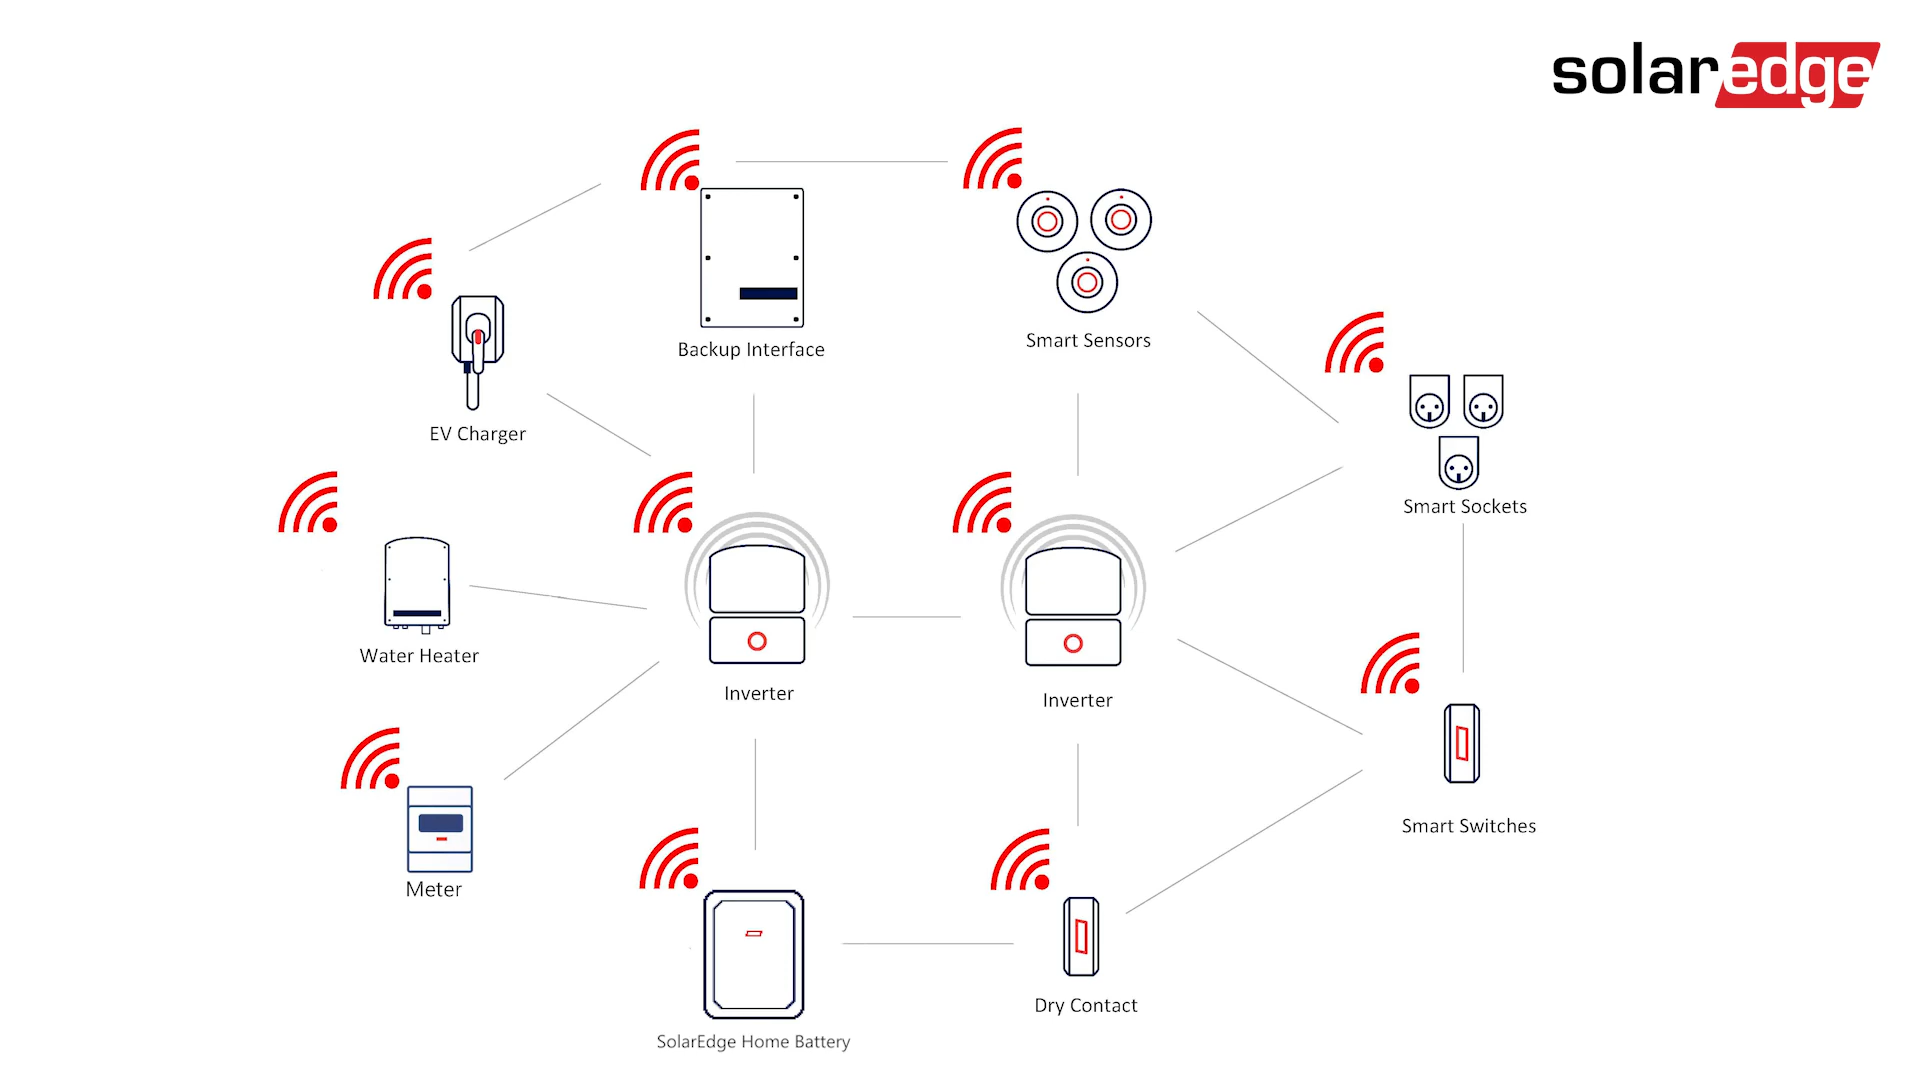 solaredge
Backup Interface
Smart Sensors
EV Charger
Smart Sockets
Water Heater
Inverter
Inverter
Smart Switches
Meter
Dry Contact
SolarEdge Home Battery